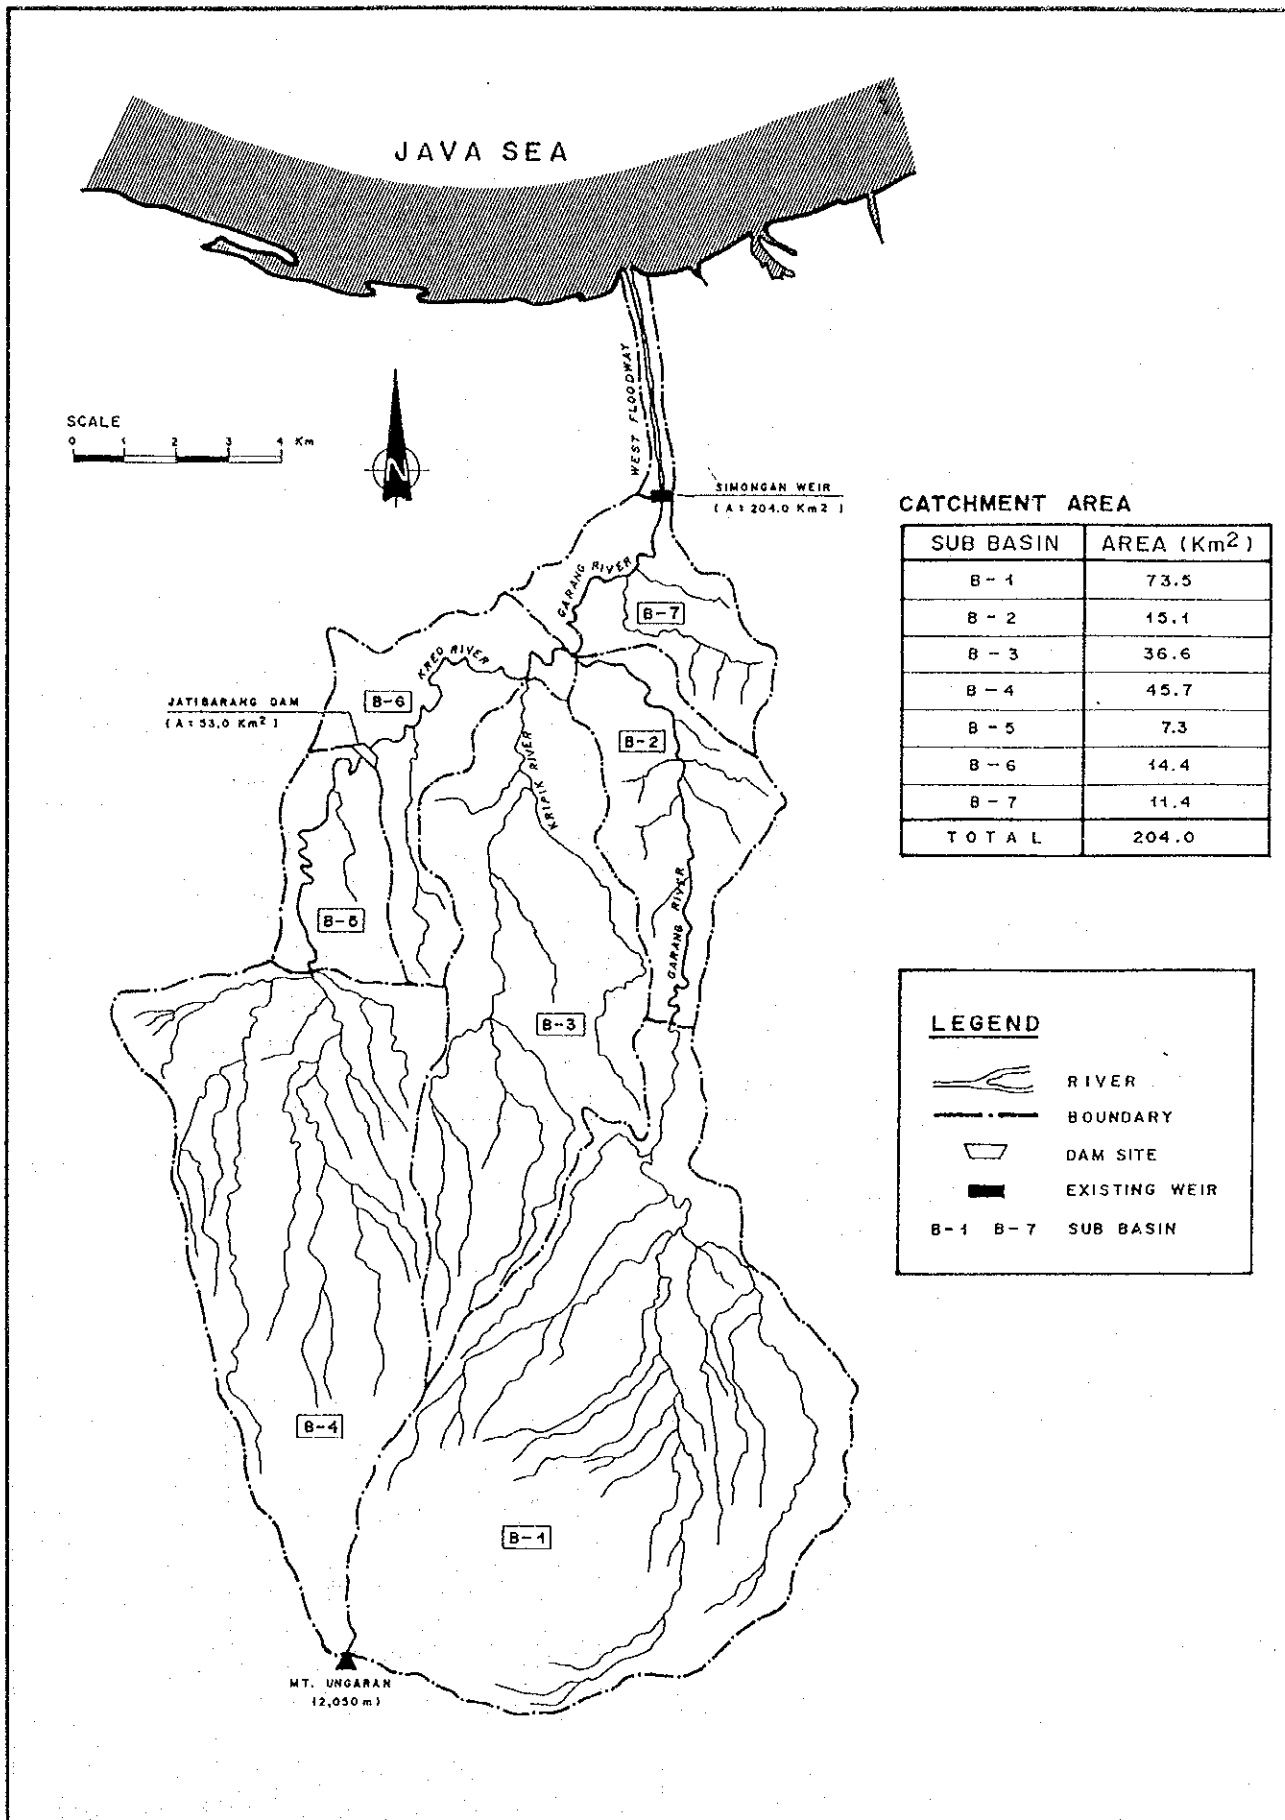 JAVA SEA
WEST FLOODWAY
SCALE
0 1 2 3 4 Km
N
SIMONGAN WEIR
( A = 204.0 Km2 )
GARANG RIVER
B-7
KREO RIVER
B-6
JATIBARANG DAM
( A = 53.0 Km2 )
B-2
KRIPIK RIVER
B-5
GARANG RIVER
B-3
B-4
B-1
MT. UNGARAN
(2,050 m)
CATCHMENT AREA
SUB BASIN AREA (Km2)
B - 1 73.5
B - 2 15.1
B - 3 36.6
B - 4 45.7
B - 5 7.3
B - 6 14.4
B - 7 11.4
TOTAL 204.0
LEGEND
RIVER
BOUNDARY
DAM SITE
EXISTING WEIR
B-1 B-7 SUB BASIN